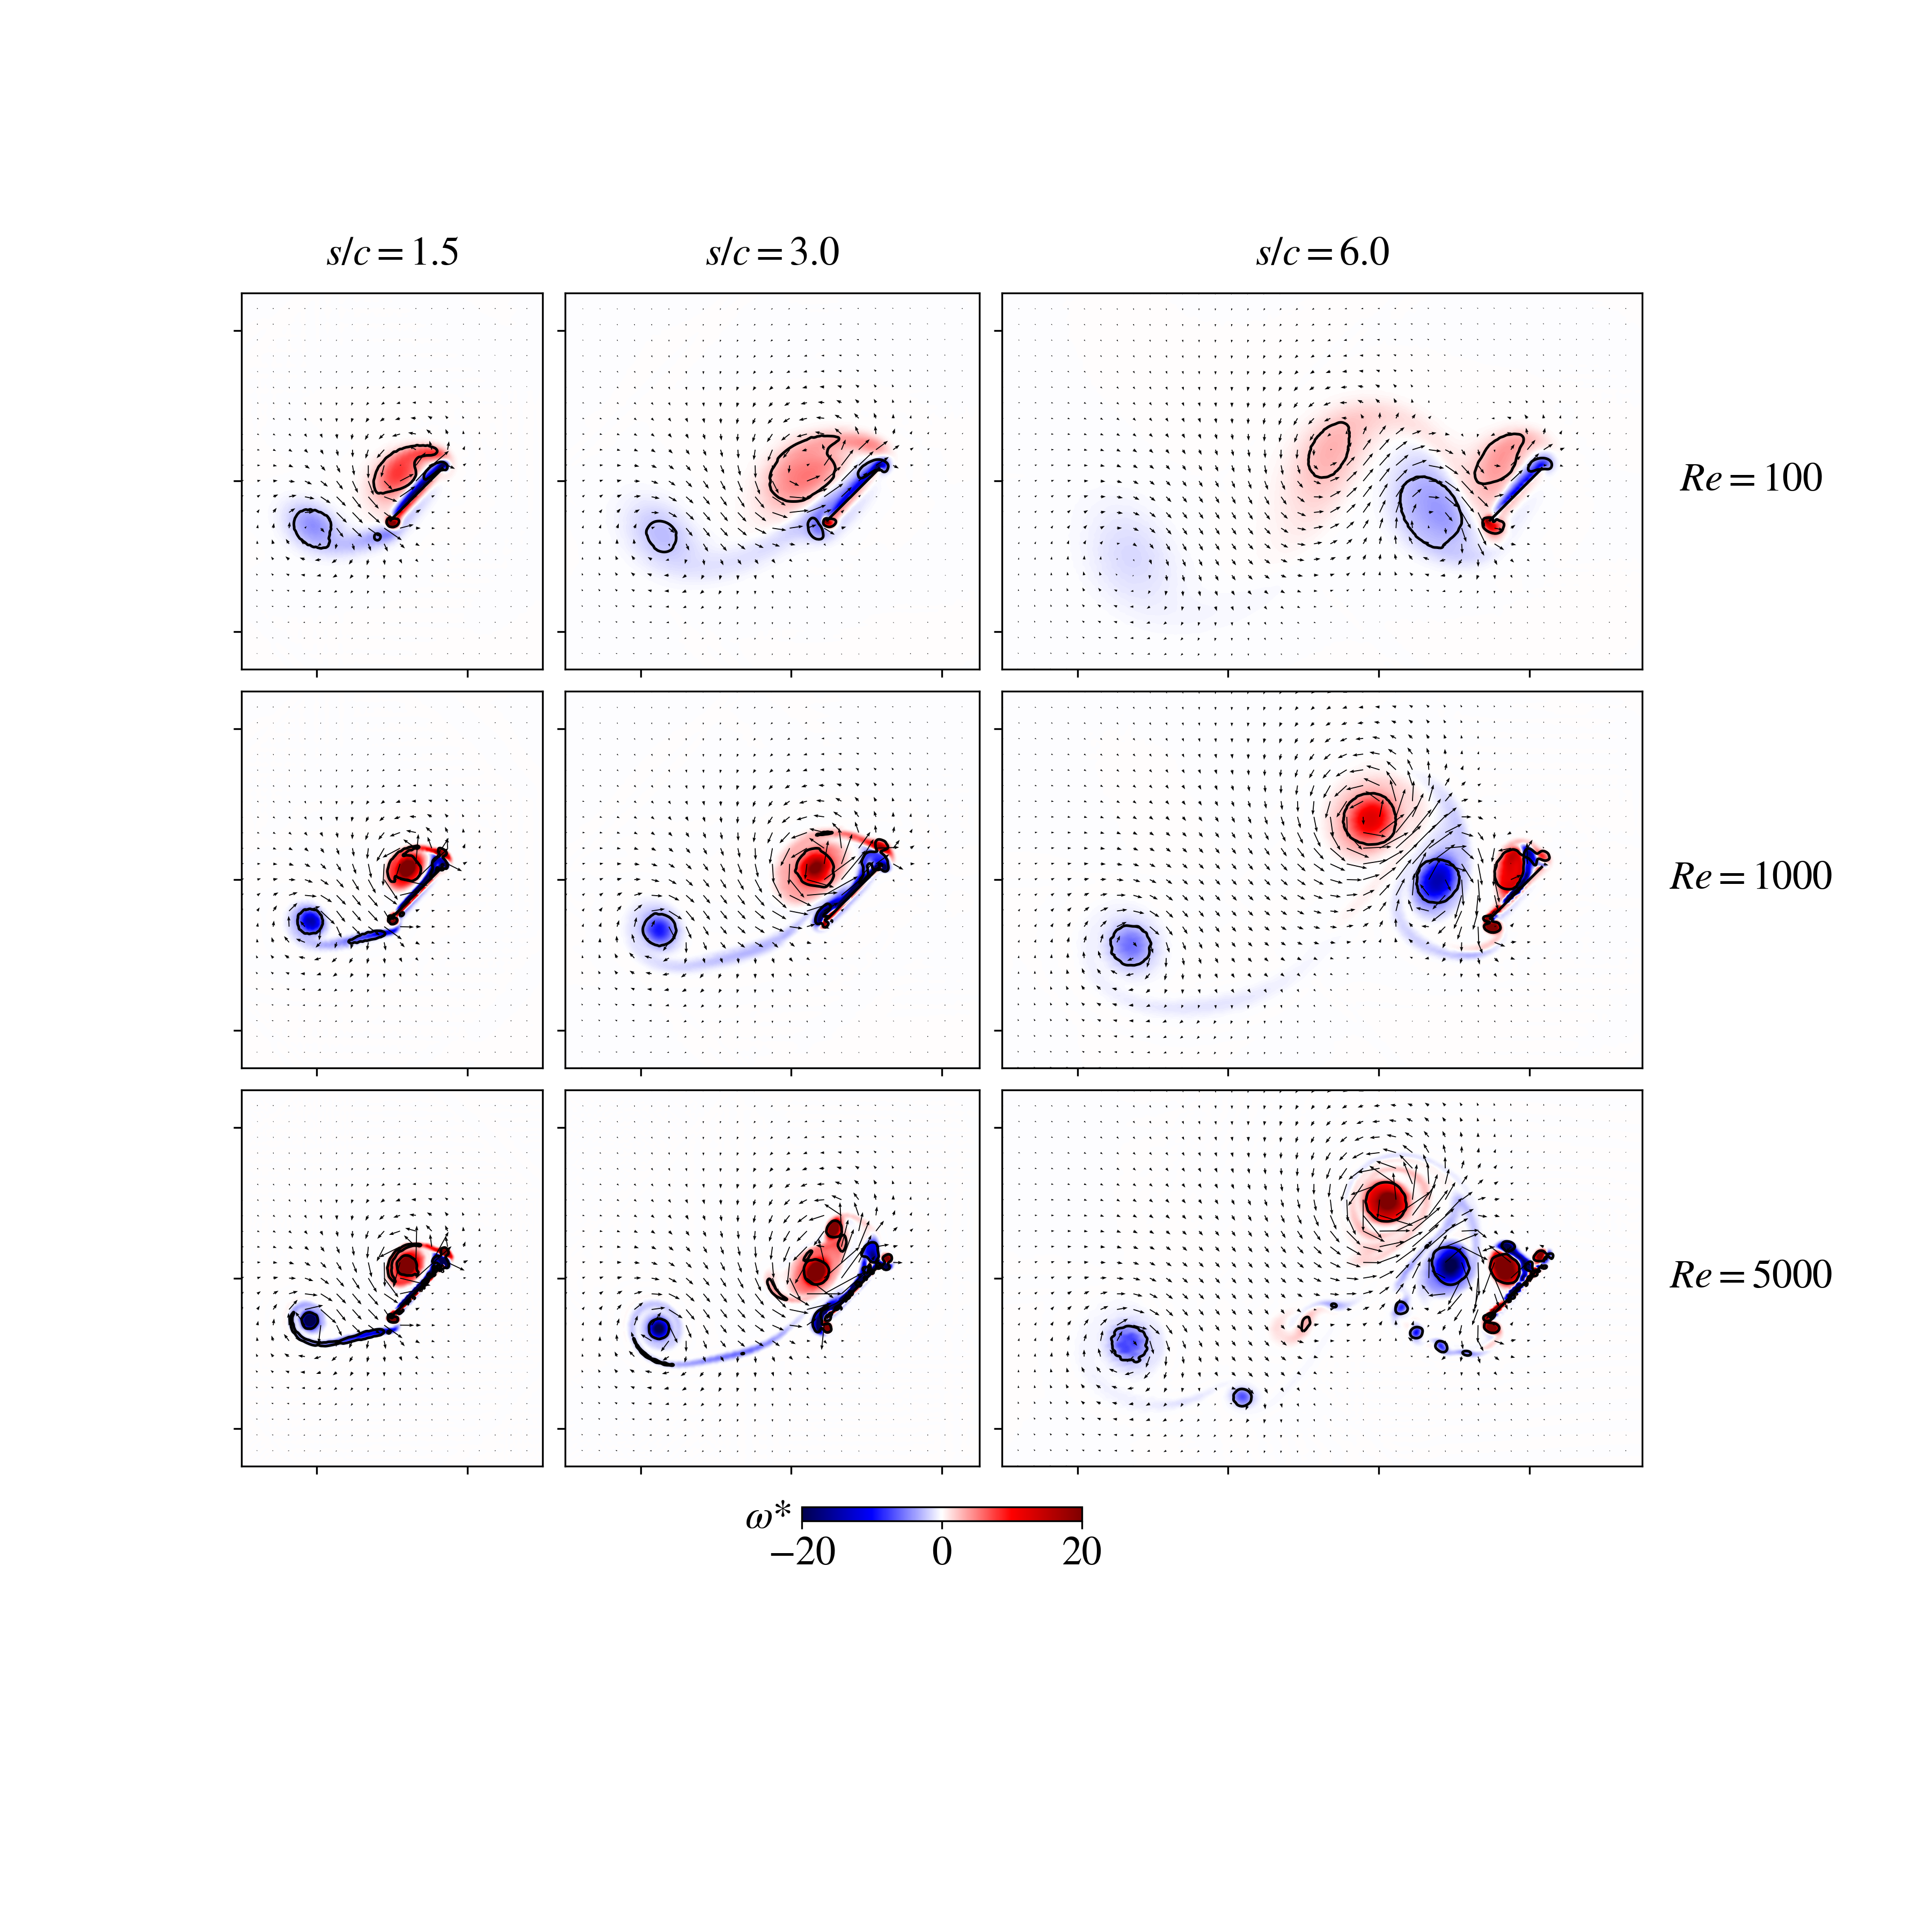 s/c = 1.5 s/c = 3.0 s/c = 6.0
Re = 100
Re = 1000
Re = 5000
ω*
−20 0 20